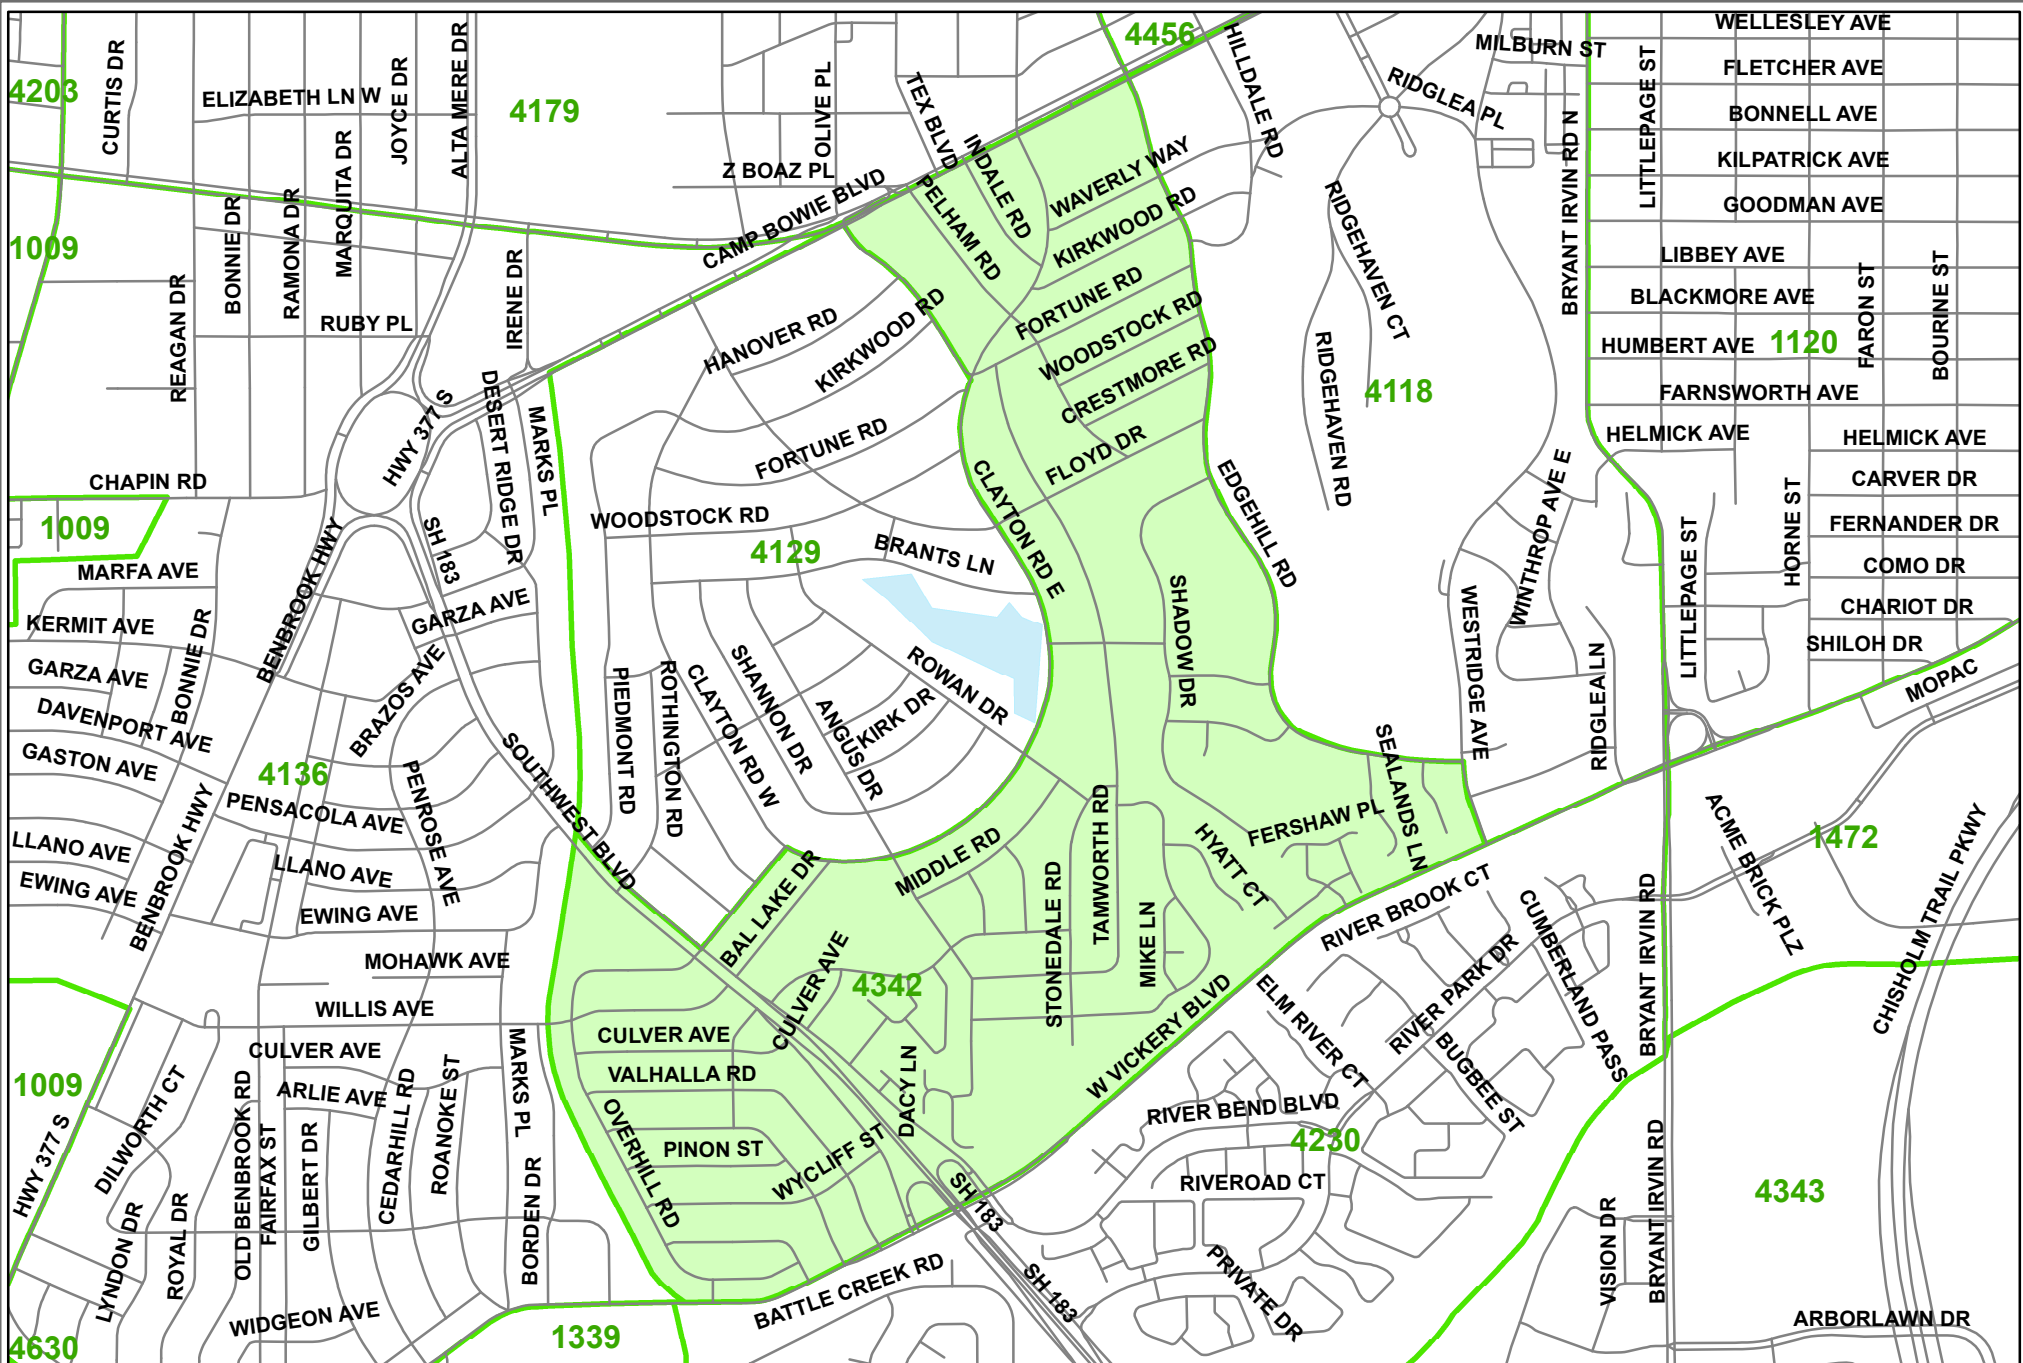 4456
WELLESLEY AVE
HILLDALE RD
MILBURN ST
CURTIS DR
ALTA MERE DR
JOYCE DR
FLETCHER AVE
LITTLEPAGE ST
4203
ELIZABETH LN W
4179
OLIVE PL
TEX BLVD
RIDGLEA PL
BONNELL AVE
BRYANT IRVIN RD N
MARQUITA DR
INDALE RD
KILPATRICK AVE
Z BOAZ PL
WAVERLY WAY
CAMP BOWIE BLVD
PELHAM RD
KIRKWOOD RD
RIDGEHAVEN CT
GOODMAN AVE
1009
BONNIE DR
RAMONA DR
LIBBEY AVE
IRENE DR
FORTUNE RD
BLACKMORE AVE
FARON ST
BOURINE ST
REAGAN DR
RUBY PL
HANOVER RD
KIRKWOOD RD
WOODSTOCK RD
RIDGEHAVEN RD
HUMBERT AVE
1120
CRESTMORE RD
4118
FARNSWORTH AVE
HWY 377 S
DESERT RIDGE DR
MARKS PL
FORTUNE RD
FLOYD DR
HELMICK AVE
HELMICK AVE
CHAPIN RD
CLAYTON RD E
EDGEHILL RD
WINTHROP AVE E
CARVER DR
HORNE ST
1009
SH 183
WOODSTOCK RD
4129
BRANTS LN
FERNANDER DR
LITTLEPAGE ST
MARFA AVE
BENBROOK HWY
COMO DR
KERMIT AVE
GARZA AVE
SHADOW DR
WESTRIDGE AVE
CHARIOT DR
SHILOH DR
GARZA AVE
BONNIE DR
BRAZOS AVE
PIEDMONT RD
ROTHINGTON RD
CLAYTON RD W
SHANNON DR
ANGUS DR
KIRK DR
ROWAN DR
RIDGLEALN
MOPAC
DAVENPORT AVE
GASTON AVE
4136
SOUTHWEST BLVD
SEALANDS LN
PENSACOLA AVE
PENROSE AVE
TAMWORTH RD
FERSHAW PL
HYATT CT
ACME BRICK PLZ
1472
LLANO AVE
LLANO AVE
MIDDLE RD
BAL LAKE DR
STONEDALE RD
CHISHOLM TRAIL PKWY
EWING AVE
BENBROOK HWY
EWING AVE
RIVER BROOK CT
CUMBERLAND PASS
BRYANT IRVIN RD
MIKE LN
MOHAWK AVE
CULVER AVE
4342
RIVER PARK DR
WILLIS AVE
ELM RIVER CT
W VICKERY BLVD
CULVER AVE
CULVER AVE
MARKS PL
BUGBEE ST
1009
VALHALLA RD
DACY LN
ARLIE AVE
CEDARHILL RD
ROANOKE ST
RIVER BEND BLVD
OLD BENBROOK RD
OVERHILL RD
DILWORTH CT
FAIRFAX ST
GILBERT DR
PINON ST
WYCLIFF ST
4230
BRYANT IRVIN RD
HWY 377 S
RIVEROAD CT
4343
SH 183
LYNDON DR
ROYAL DR
BORDEN DR
VISION DR
BATTLE CREEK RD
SH 183
PRIVATE DR
WIDGEON AVE
1339
ARBORLAWN DR
4630